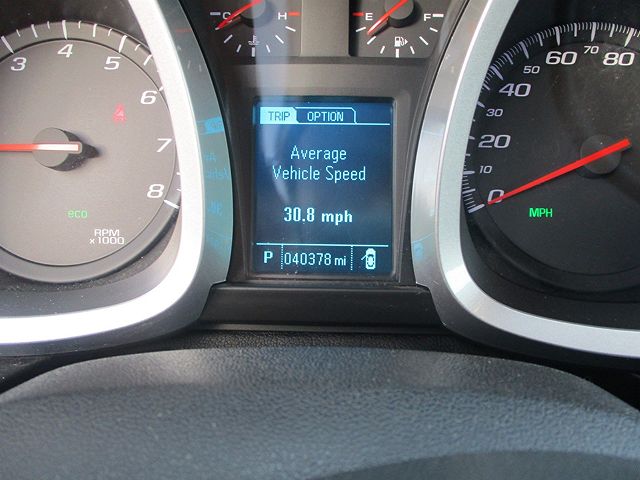 C H
E F
3 4 5 6 7 8
eco
RPM
x1000
TRIP OPTION
Average
Vehicle Speed
30.8 mph
P 040378 mi
0 10 20 30 40 50 60 70 80
MPH